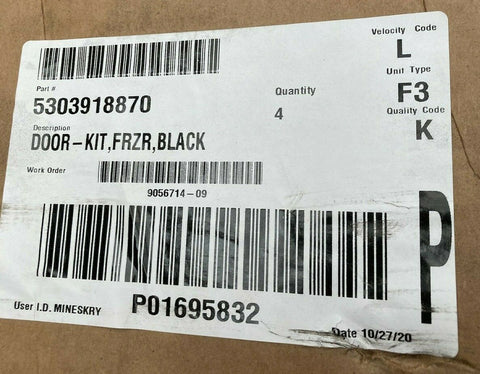 Velocity Code
L
Unit Type
F3
Quality Code
K
Part #
5303918870
Quantity
4
Description
DOOR-KIT,FRZR,BLACK
Work Order
9056714-09
P
P01695832
User I.D. MINESKRY
Date 10/27/20